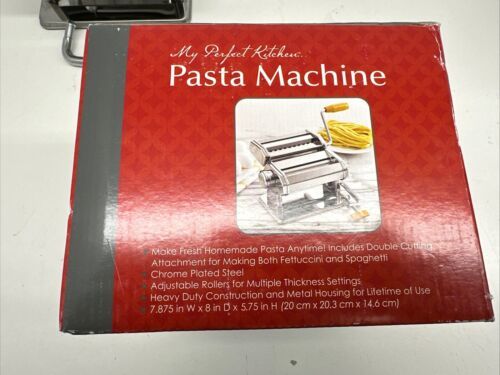 My Perfect Kitchen...
Pasta Machine
• Make Fresh Homemade Pasta Anytime! Includes Double Cutting
Attachment for Making Both Fettuccini and Spaghetti
• Chrome Plated Steel
• Adjustable Rollers for Multiple Thickness Settings
• Heavy Duty Construction and Metal Housing for Lifetime of Use
• 7.875 in W x 8 in D x 5.75 in H (20 cm x 20.3 cm x 14.6 cm)